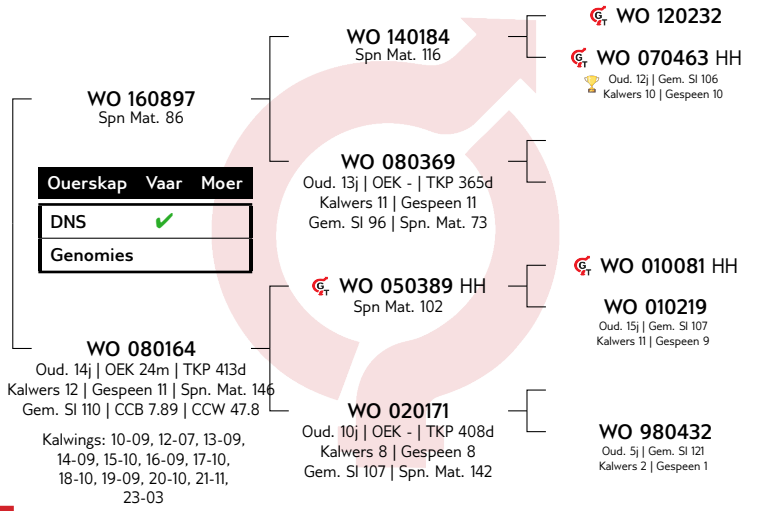 WO 160897
Spn Mat. 86
Ouerskap Vaar Moer
DNS ✔
Genomies
WO 080164
Oud. 14j | OEK 24m | TKP 413d
Kalwers 12 | Gespeen 11 | Spn. Mat. 146
Gem. SI 110 | CCB 7.89 | CCW 47.8
Kalwings: 10-09, 12-07, 13-09,
14-09, 15-10, 16-09, 17-10,
18-10, 19-09, 20-10, 21-11,
23-03
WO 140184
Spn Mat. 116
WO 080369
Oud. 13j | OEK - | TKP 365d
Kalwers 11 | Gespeen 11
Gem. SI 96 | Spn. Mat. 73
GT WO 050389 HH
Spn Mat. 102
WO 020171
Oud. 10j | OEK - | TKP 408d
Kalwers 8 | Gespeen 8
Gem. SI 107 | Spn. Mat. 142
GT WO 120232
GT WO 070463 HH
Oud. 12j | Gem. SI 106
Kalwers 10 | Gespeen 10
GT WO 010081 HH
WO 010219
Oud. 15j | Gem. SI 107
Kalwers 11 | Gespeen 9
WO 980432
Oud. 5j | Gem. SI 121
Kalwers 2 | Gespeen 1